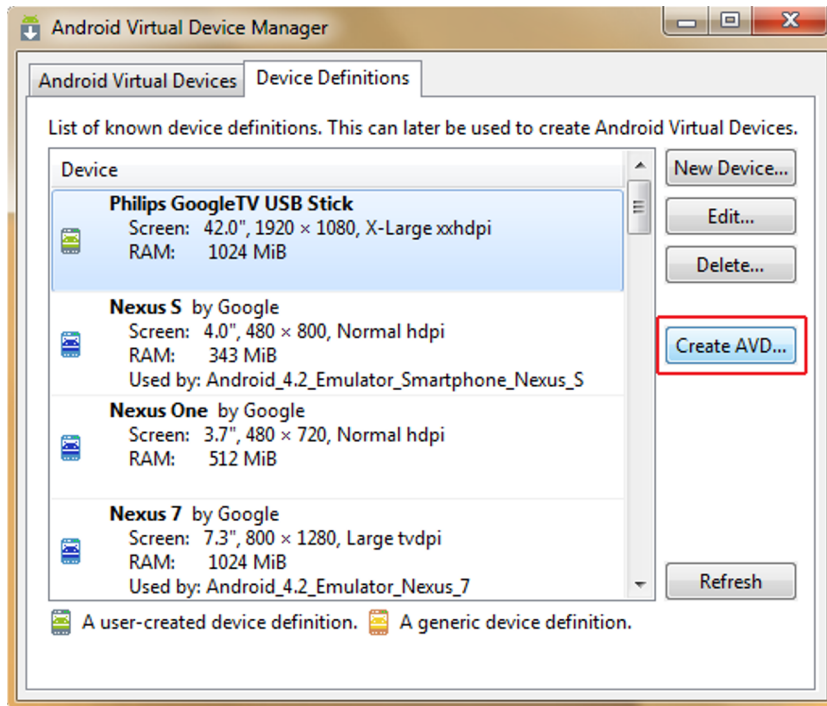 Android Virtual Device Manager
Android Virtual Devices
Device Definitions
List of known device definitions. This can later be used to create Android Virtual Devices.
Device
Philips GoogleTV USB Stick
Screen: 42.0", 1920 × 1080, X-Large xxhdpi
RAM: 1024 MiB
Nexus S by Google
Screen: 4.0", 480 × 800, Normal hdpi
RAM: 343 MiB
Used by: Android_4.2_Emulator_Smartphone_Nexus_S
Nexus One by Google
Screen: 3.7", 480 × 720, Normal hdpi
RAM: 512 MiB
Nexus 7 by Google
Screen: 7.3", 800 × 1280, Large tvdpi
RAM: 1024 MiB
Used by: Android_4.2_Emulator_Nexus_7
New Device...
Edit...
Delete...
Create AVD...
Refresh
A user-created device definition. A generic device definition.